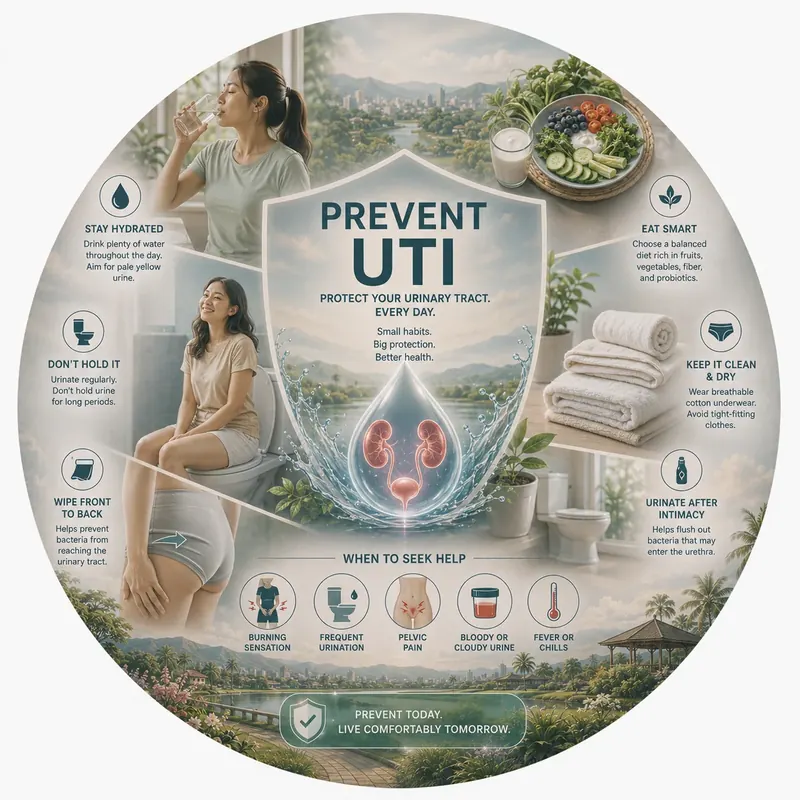 PREVENT
UTI
PROTECT YOUR URINARY TRACT.
EVERY DAY.
Small habits.
Big protection.
Better health.
STAY HYDRATED
Drink plenty of water
throughout the day.
Aim for pale yellow
urine.
DON'T HOLD IT
Urinate regularly.
Don't hold urine
for long periods.
WIPE FRONT
TO BACK
Helps prevent
bacteria from
reaching the
urinary tract.
EAT SMART
Choose a balanced
diet rich in fruits,
vegetables, fiber,
and probiotics.
KEEP IT CLEAN
& DRY
Wear breathable
cotton underwear.
Avoid tight-fitting
clothes.
URINATE AFTER
INTIMACY
Helps flush out
bacteria that may
enter the urethra.
WHEN TO SEEK HELP
BURNING
SENSATION
FREQUENT
URINATION
PELVIC
PAIN
BLOODY OR
CLOUDY URINE
FEVER OR
CHILLS
PREVENT TODAY.
LIVE COMFORTABLY TOMORROW.